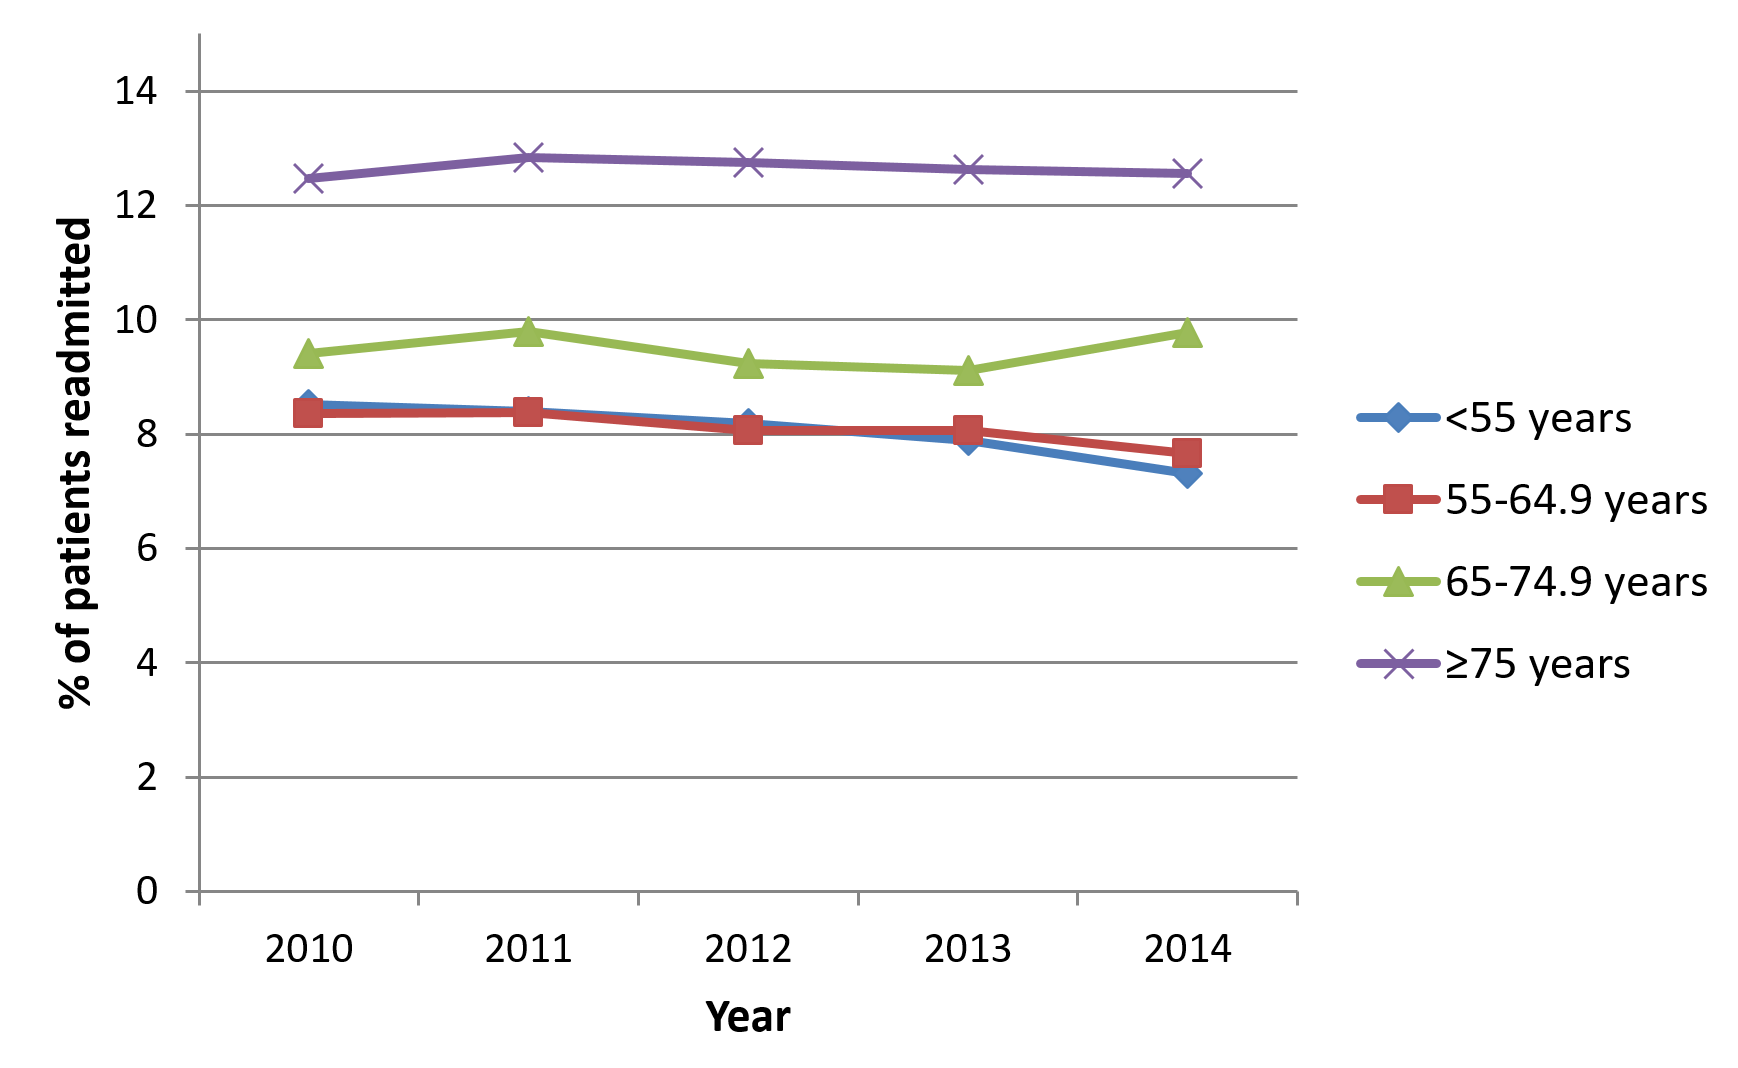 % of patients readmitted
14
12
10
8
6
4
2
0
2010 2011 2012 2013 2014
Year
<55 years
55-64.9 years
65-74.9 years
≥75 years